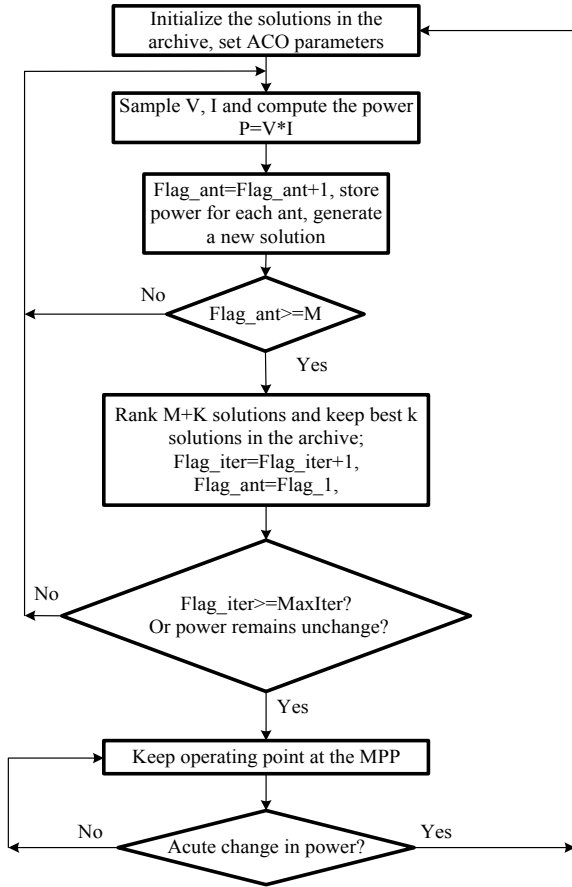 Initialize the solutions in the
archive, set ACO parameters
Sample V, I and compute the power
P=V*I
Flag_ant=Flag_ant+1, store
power for each ant, generate
a new solution
No
Flag_ant>=M
Yes
Rank M+K solutions and keep best k
solutions in the archive;
Flag_iter=Flag_iter+1,
Flag_ant=Flag_1,
No
Flag_iter>=MaxIter?
Or power remains unchange?
Yes
Keep operating point at the MPP
No
Acute change in power?
Yes